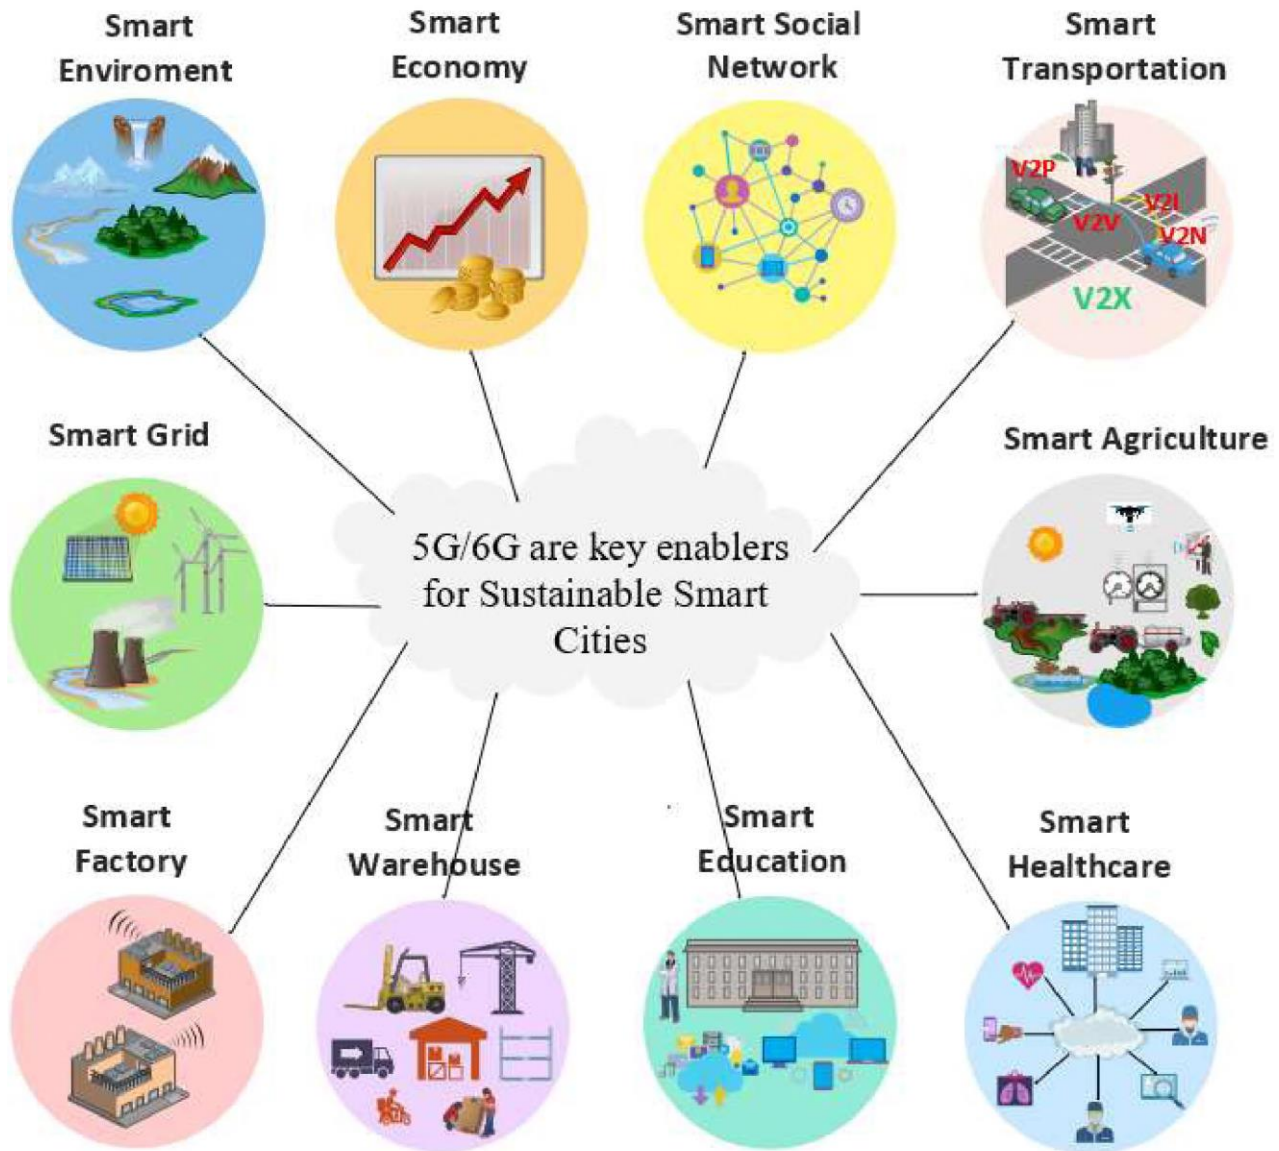 Smart
Enviroment
Smart
Economy
Smart Social
Network
Smart
Transportation
V2P
V2I
V2V
V2N
V2X
Smart Grid
Smart Agriculture
5G/6G are key enablers
for Sustainable Smart
Cities
Smart
Factory
Smart
Warehouse
Smart
Education
Smart
Healthcare